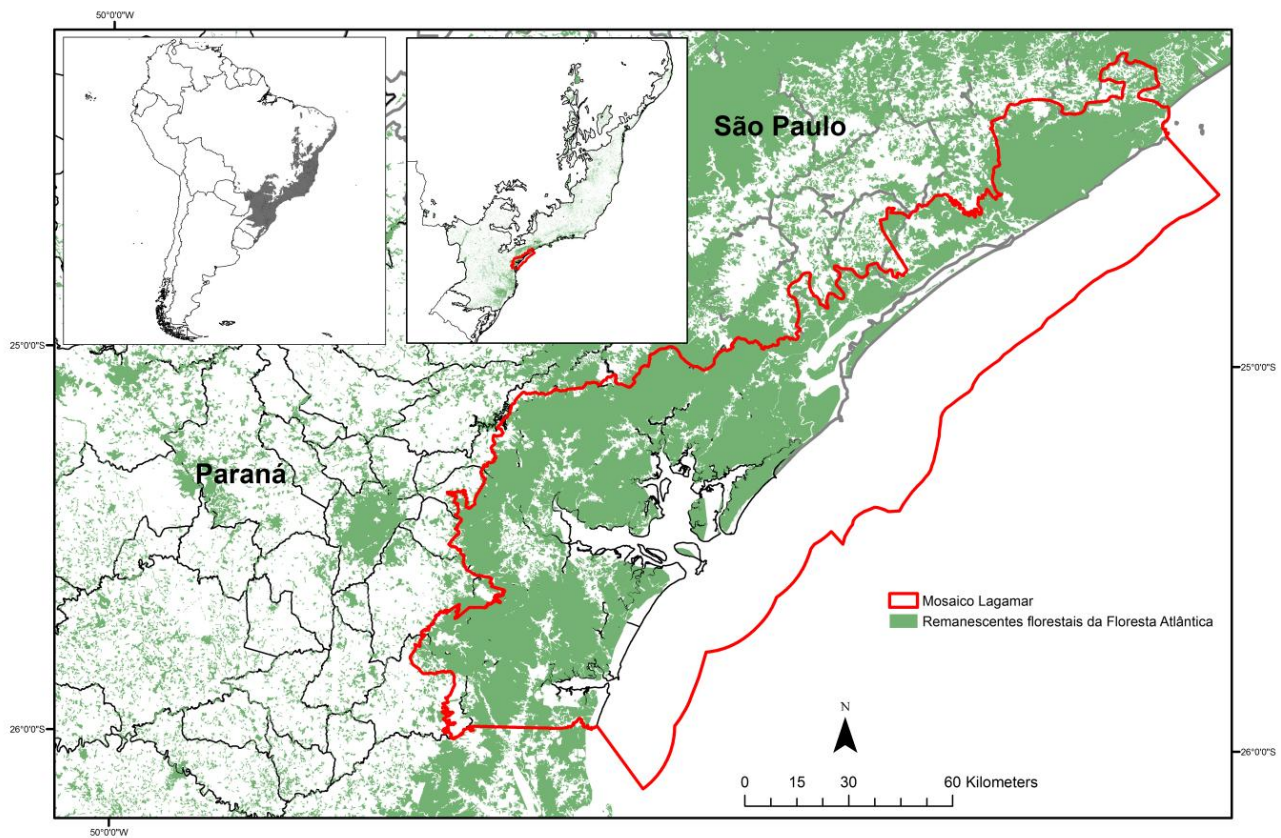 50°0'0"W
São Paulo
25°0'0"S
25°0'0"S
Paraná
Mosaico Lagamar
Remanescentes florestais da Floresta Atlântica
N
26°0'0"S
26°0'0"S
0 15 30 60 Kilometers
50°0'0"W